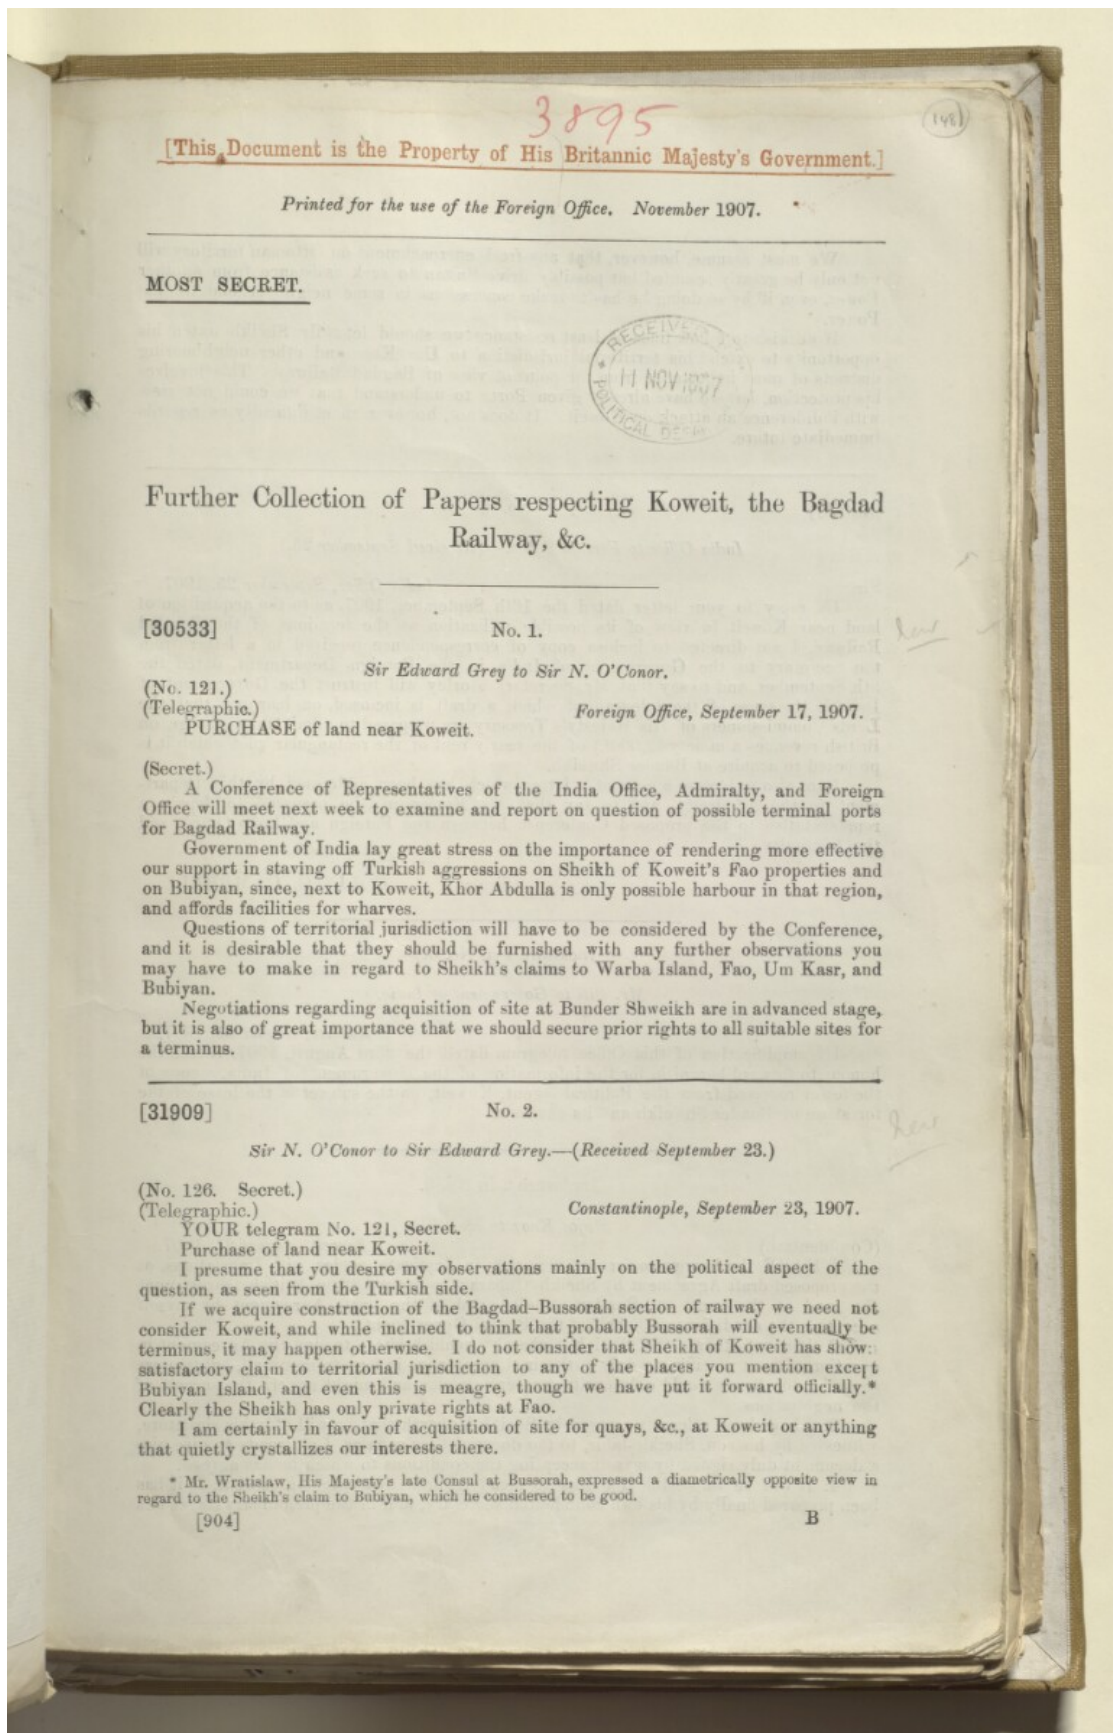 3895
148
[This Document is the Property of His Britannic Majesty's Government.]
Printed for the use of the Foreign Office. November 1907.
MOST SECRET.
RECEIVED
11 NOV 1907
POLITICAL DEP
Further Collection of Papers respecting Koweit, the Bagdad
Railway, &c.
[30533]
No. 1.
Sir Edward Grey to Sir N. O'Conor.
(No. 121.)
(Telegraphic.)
Foreign Office, September 17, 1907.
PURCHASE of land near Koweit.
(Secret.)
A Conference of Representatives of the India Office, Admiralty, and Foreign
Office will meet next week to examine and report on question of possible terminal ports
for Bagdad Railway.
Government of India lay great stress on the importance of rendering more effective
our support in staving off Turkish aggressions on Sheikh of Koweit's Fao properties and
on Bubiyan, since, next to Koweit, Khor Abdulla is only possible harbour in that region,
and affords facilities for wharves.
Questions of territorial jurisdiction will have to be considered by the Conference,
and it is desirable that they should be furnished with any further observations you
may have to make in regard to Sheikh's claims to Warba Island, Fao, Um Kasr, and
Bubiyan.
Negotiations regarding acquisition of site at Bunder Shweikh are in advanced stage,
but it is also of great importance that we should secure prior rights to all suitable sites for
a terminus.
[31909]
No. 2.
Sir N. O'Conor to Sir Edward Grey.—(Received September 23.)
(No. 126. Secret.)
(Telegraphic.)
Constantinople, September 23, 1907.
YOUR telegram No. 121, Secret.
Purchase of land near Koweit.
I presume that you desire my observations mainly on the political aspect of the
question, as seen from the Turkish side.
If we acquire construction of the Bagdad–Bussorah section of railway we need not
consider Koweit, and while inclined to think that probably Bussorah will eventually be
terminus, it may happen otherwise. I do not consider that Sheikh of Koweit has show
satisfactory claim to territorial jurisdiction to any of the places you mention except
Bubiyan Island, and even this is meagre, though we have put it forward officially.*
Clearly the Sheikh has only private rights at Fao.
I am certainly in favour of acquisition of site for quays, &c., at Koweit or anything
that quietly crystallizes our interests there.
* Mr. Wratislaw, His Majesty's late Consul at Bussorah, expressed a diametrically opposite view in
regard to the Sheikh's claim to Bubiyan, which he considered to be good.
[904]
B